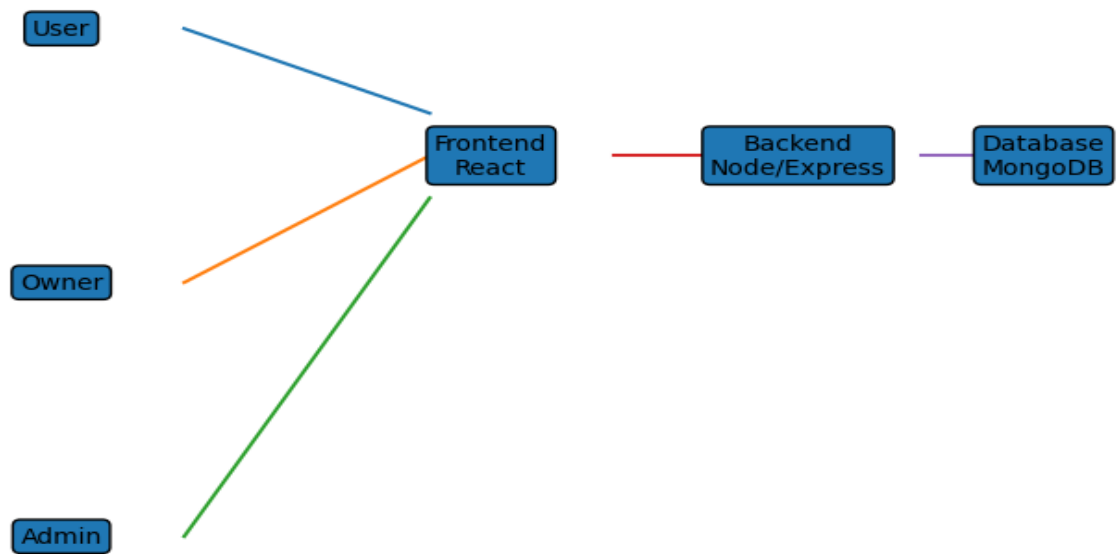 User
Frontend
React
Backend
Node/Express
Database
MongoDB
Owner
Admin